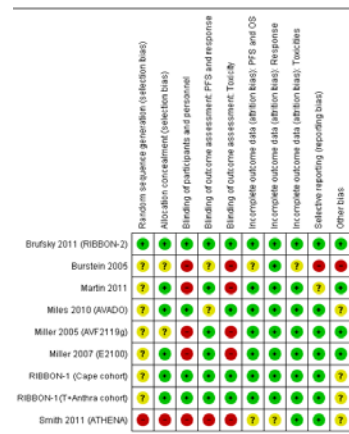 Random sequence generation (selection bias)
Allocation concealment (selection bias)
Blinding of participants and personnel
Blinding of outcome assessment; PFS and response
Blinding of outcome assessment; Toxicity
Incomplete outcome data (attrition bias): PFS and OS
Incomplete outcome data (attrition bias): Response
Incomplete outcome data (attrition bias): Toxicities
Selective reporting (reporting bias)
Other bias
Brufsky 2011 (RIBBON-2) + + + + + + + + + +
Burstein 2005 ? ? - ? - ? + ? - -
Martin 2011 ? + - + - + + + ? +
Miles 2010 (AVADO) ? + + ? + + + + + ?
Miller 2005 (AVF2119g) ? ? - + - + + + + ?
Miller 2007 (E2100) ? + - + - + + + + ?
RIBBON-1 (Cape cohort) ? + + + + + + + + ?
RIBBON-1(T+Anthra cohort) ? + + + + + + + + ?
Smith 2011 (ATHENA) - - - - - ? ? + + -